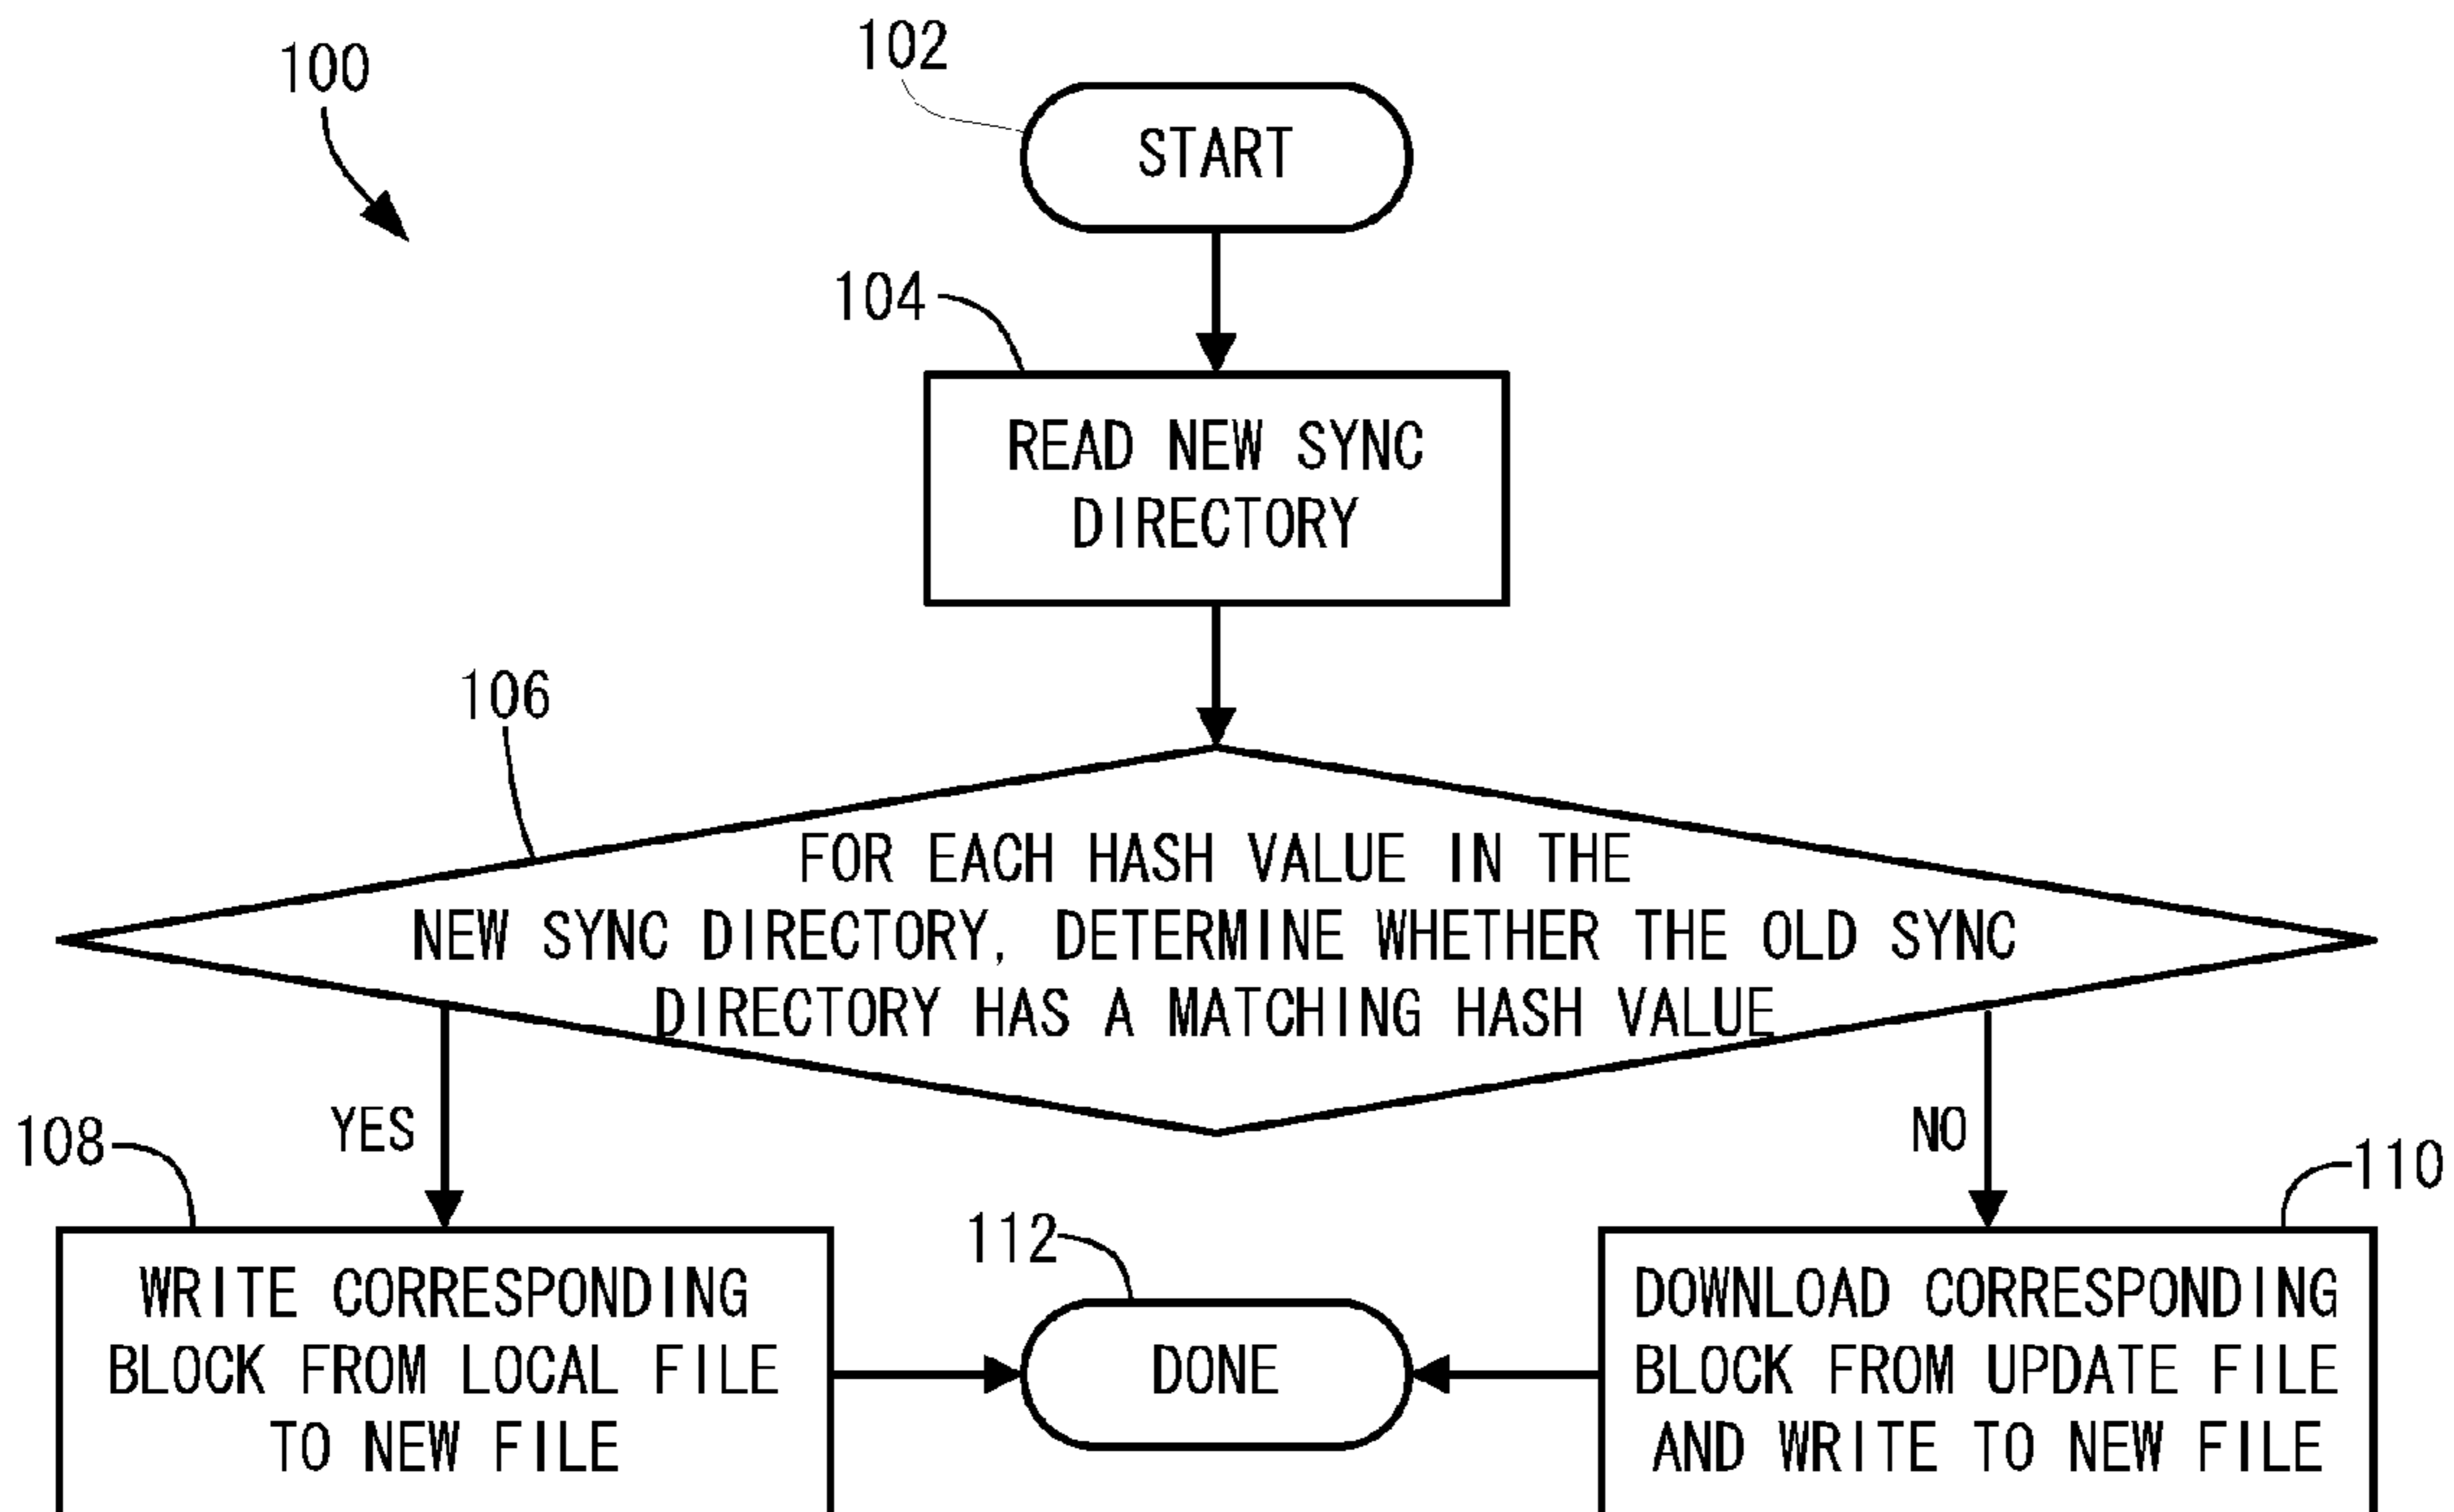 100
102
START
104
READ NEW SYNC
DIRECTORY
106
FOR EACH HASH VALUE IN THE
NEW SYNC DIRECTORY, DETERMINE WHETHER THE OLD SYNC
DIRECTORY HAS A MATCHING HASH VALUE
YES
NO
108
WRITE CORRESPONDING
BLOCK FROM LOCAL FILE
TO NEW FILE
112
DONE
110
DOWNLOAD CORRESPONDING
BLOCK FROM UPDATE FILE
AND WRITE TO NEW FILE